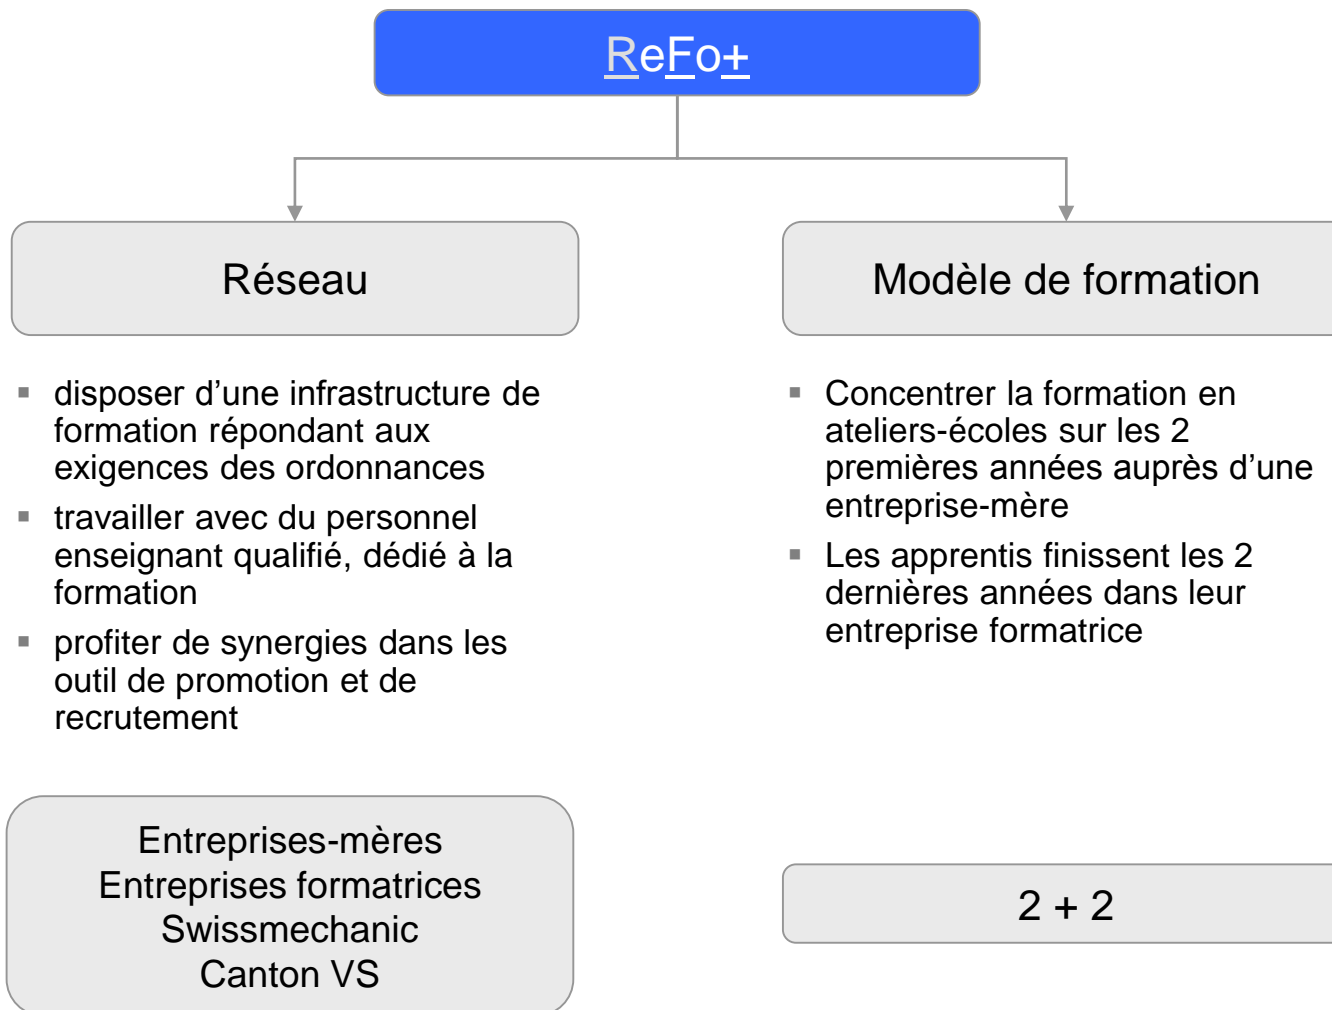 ReFo+
Réseau
disposer d’une infrastructure de
formation répondant aux
exigences des ordonnances
travailler avec du personnel
enseignant qualifié, dédié à la
formation
profiter de synergies dans les
outil de promotion et de
recrutement
Entreprises-mères
Entreprises formatrices
Swissmechanic
Canton VS
Modèle de formation
Concentrer la formation en
ateliers-écoles sur les 2
premières années auprès d’une
entreprise-mère
Les apprentis finissent les 2
dernières années dans leur
entreprise formatrice
2 + 2